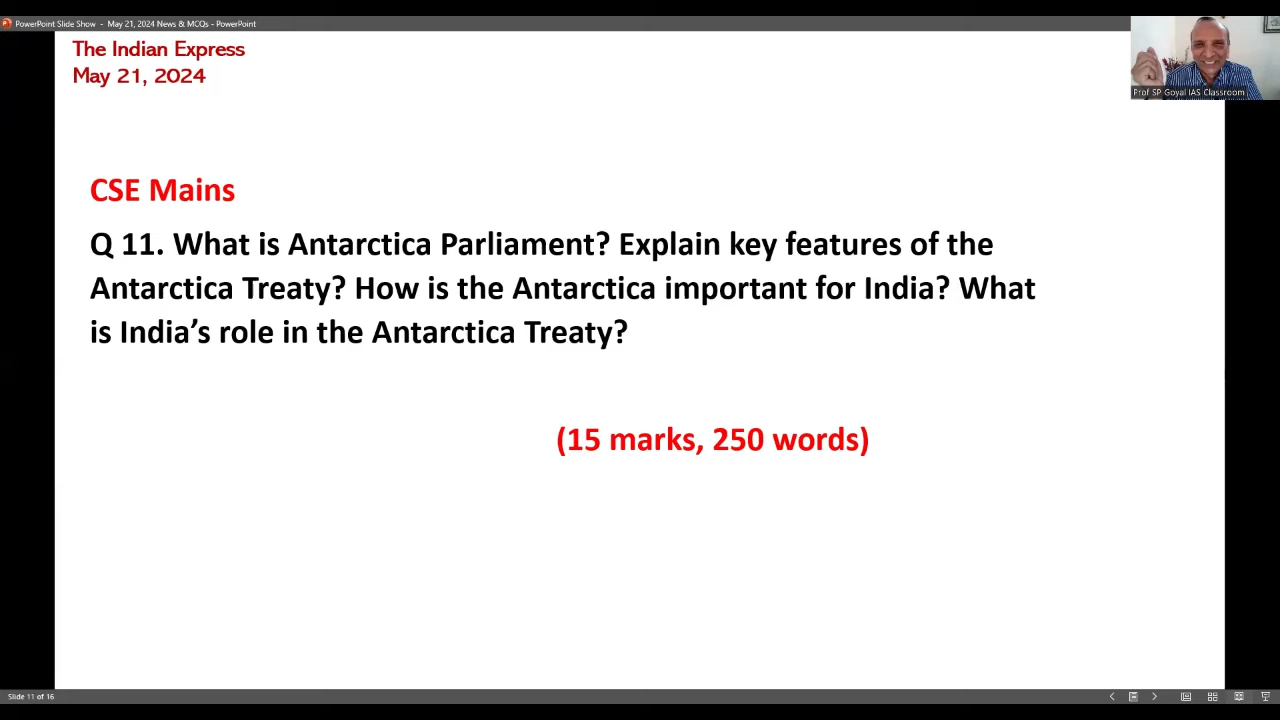 PowerPoint Slide Show - May 21, 2024 News & MCQs - PowerPoint
The Indian Express
May 21, 2024
Prof SP Goyal IAS Classroom
CSE Mains
Q 11. What is Antarctica Parliament? Explain key features of the
Antarctica Treaty? How is the Antarctica important for India? What
is India’s role in the Antarctica Treaty?
(15 marks, 250 words)
Slide 11 of 16